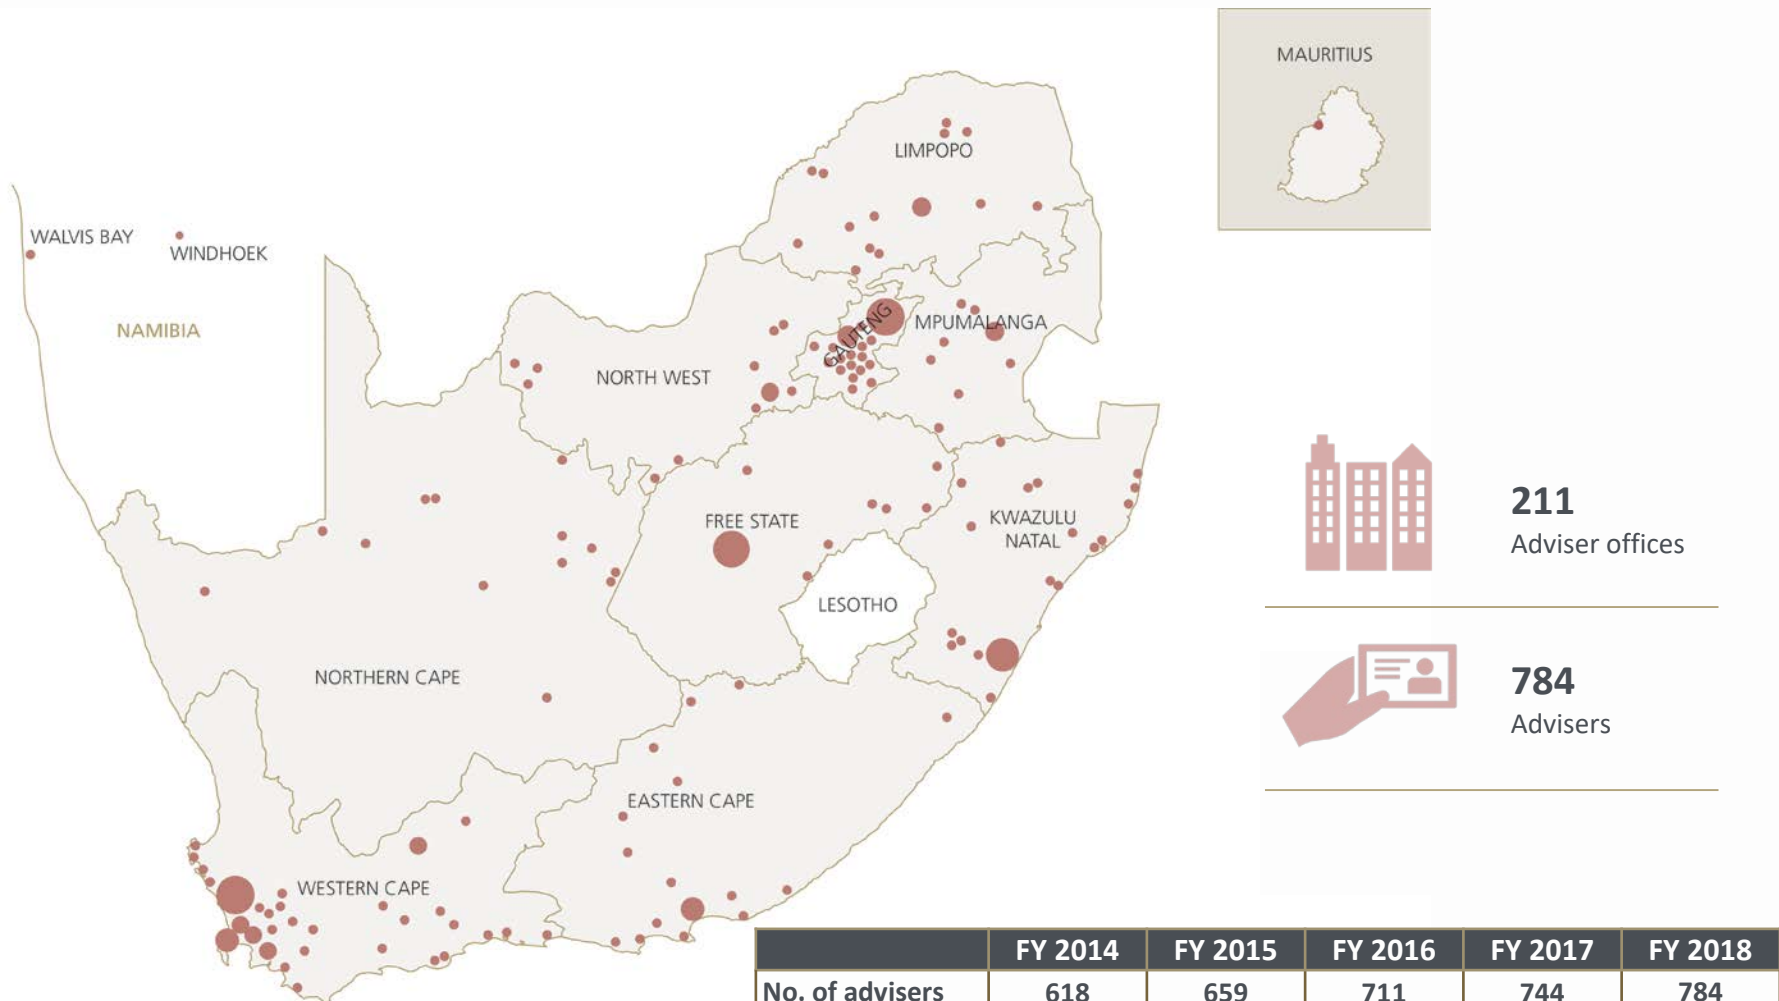 MAURITIUS
LIMPOPO
WALVIS BAY
WINDHOEK
NAMIBIA
GAUTENG
MPUMALANGA
NORTH WEST
FREE STATE
KWAZULU
NATAL
LESOTHO
NORTHERN CAPE
EASTERN CAPE
WESTERN CAPE
211
Adviser offices
784
Advisers
FY 2014 FY 2015 FY 2016 FY 2017 FY 2018
No. of advisers 618 659 711 744 784